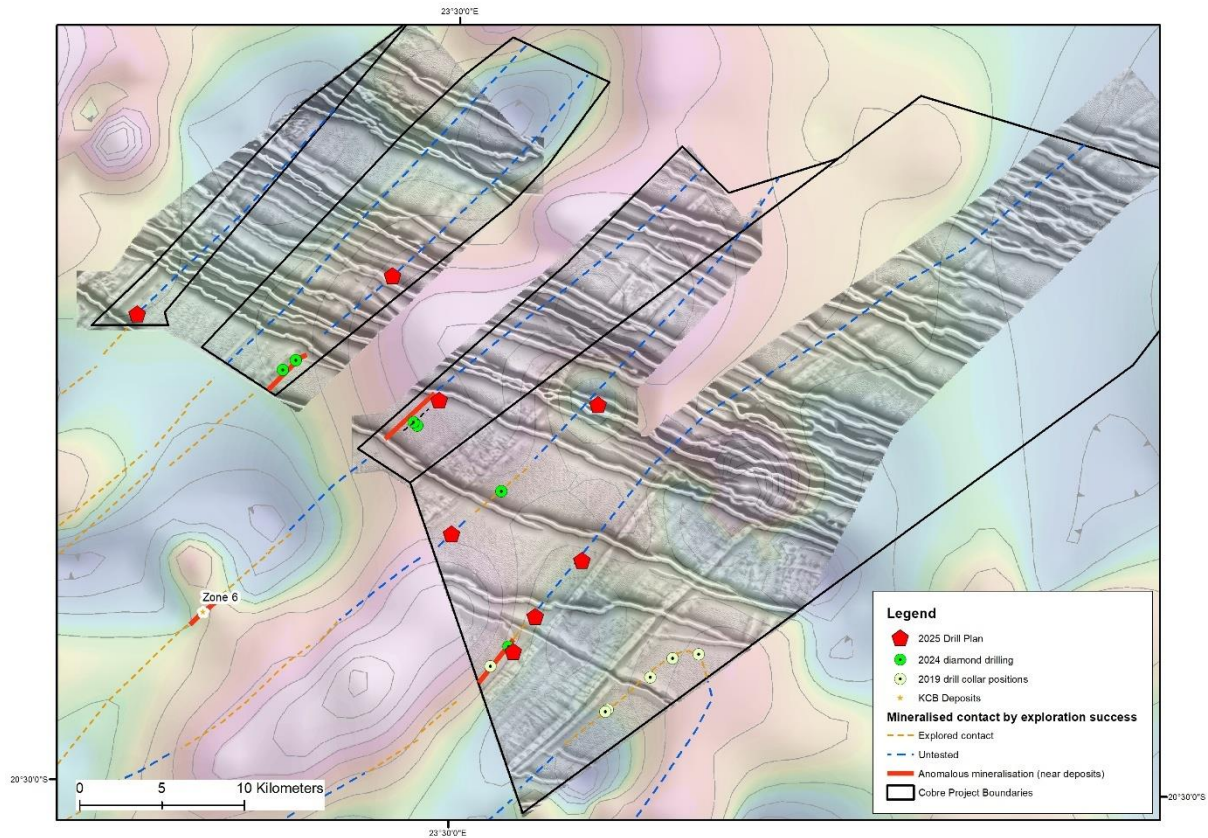 23°30'0"E
Zone 6
Legend
2025 Drill Plan
2024 diamond drilling
2019 drill collar positions
KCB Deposits
Mineralised contact by exploration success
Explored contact
Untested
Anomalous mineralisation (near deposits)
Cobre Project Boundaries
20°30'0"S
20°30'0"S
0 5 10 Kilometers
23°30'0"E